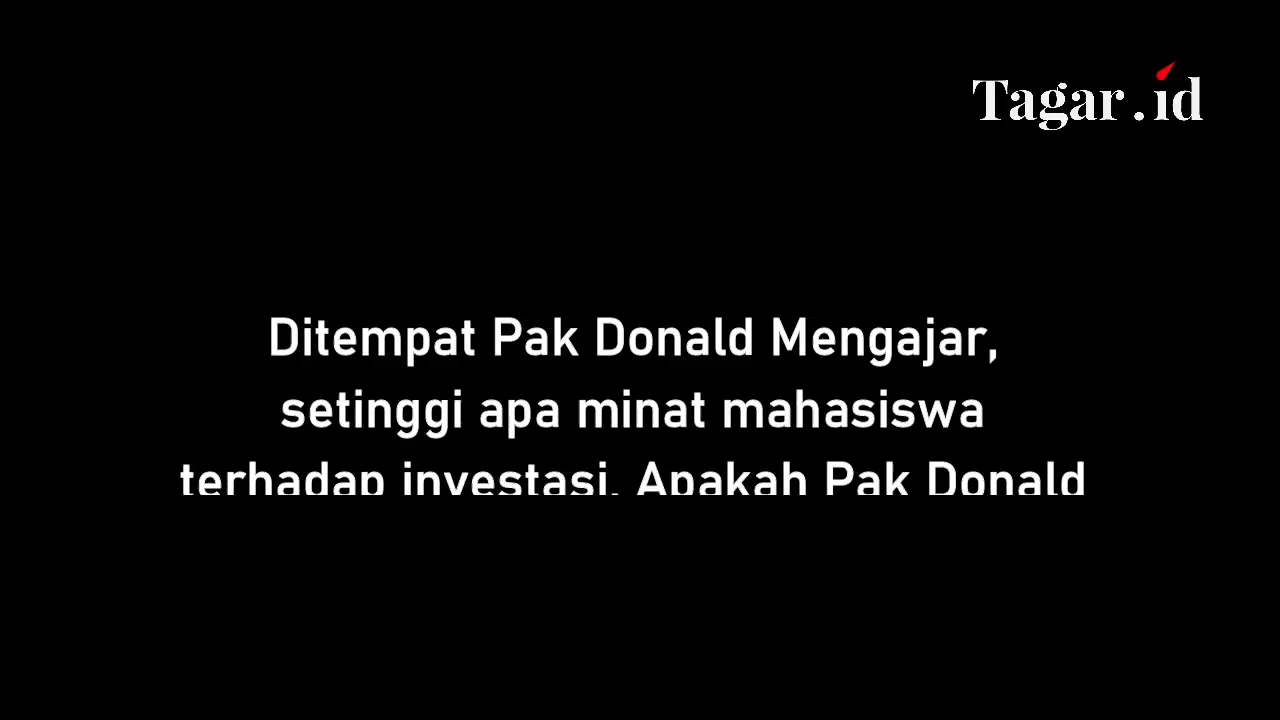 Tagar.id
Ditempat Pak Donald Mengajar,
setinggi apa minat mahasiswa
terhadap investasi. Apakah Pak Donald